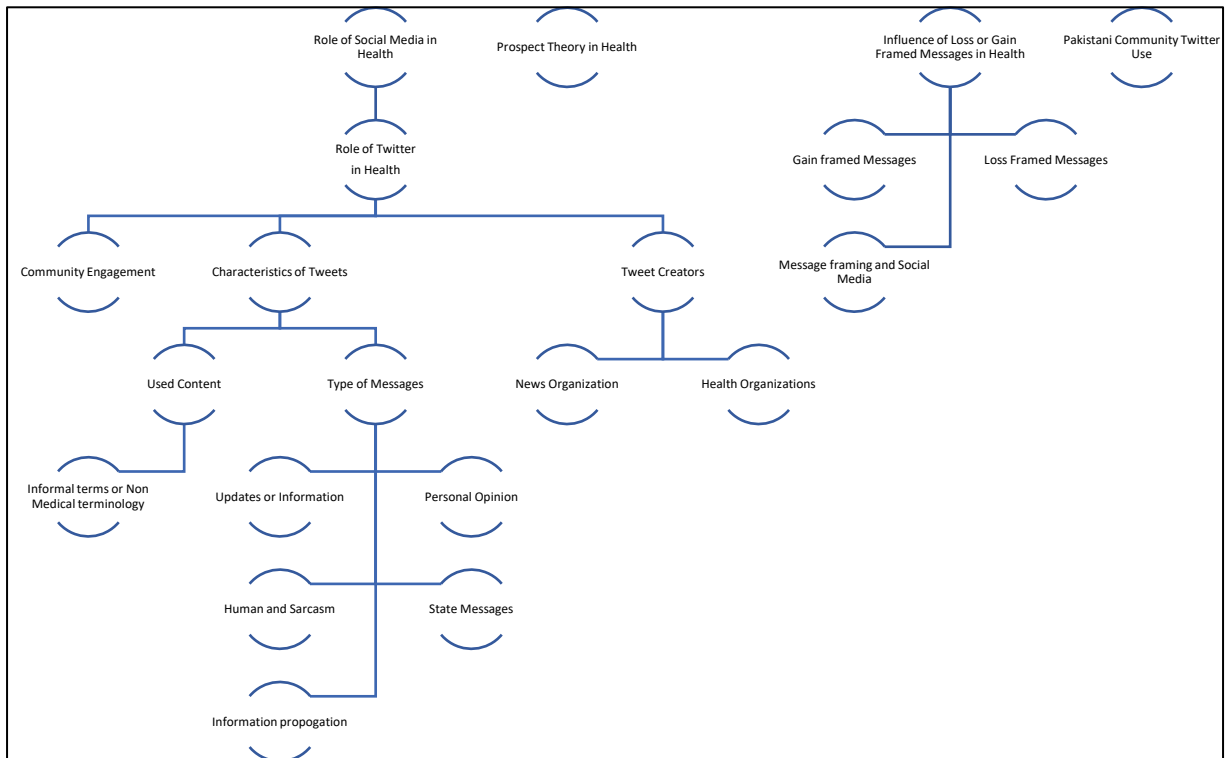 Role of Social Media in
Health
Prospect Theory in Health
Influence of Loss or Gain
Framed Messages in Health
Pakistani Community Twitter
Use
Role of Twitter
in Health
Gain framed Messages
Loss Framed Messages
Community Engagement
Characteristics of Tweets
Tweet Creators
Message framing and Social
Media
Used Content
Type of Messages
News Organization
Health Organizations
Informal terms or Non
Medical terminology
Updates or Information
Personal Opinion
Human and Sarcasm
State Messages
Information propogation